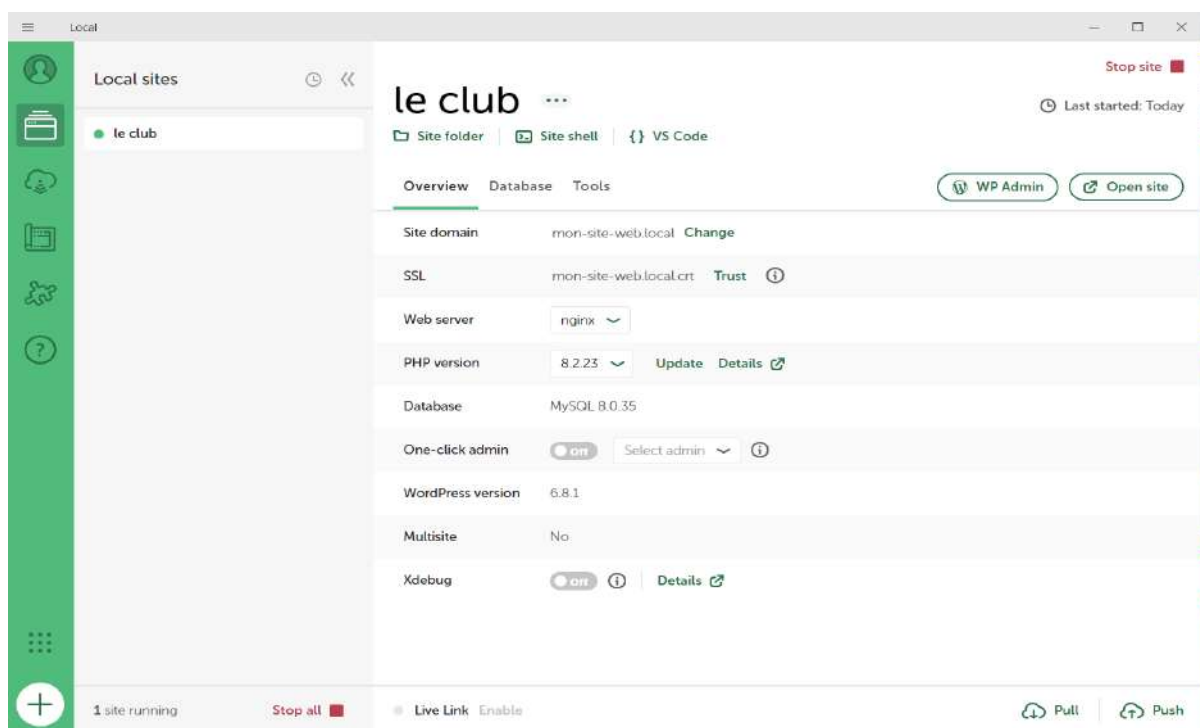 Local
Local sites
le club
1 site running Stop all
Stop site
le club ...
Last started: Today
Site folder Site shell {} VS Code
Overview Database Tools WP Admin Open site
Site domain mon-site-web.local Change
SSL mon-site-web.local.crt Trust
Web server nginx
PHP version 8.2.23 Update Details
Database MySQL 8.0.35
One-click admin Off Select admin
WordPress version 6.8.1
Multisite No
Xdebug Off Details
Live Link Enable Pull Push